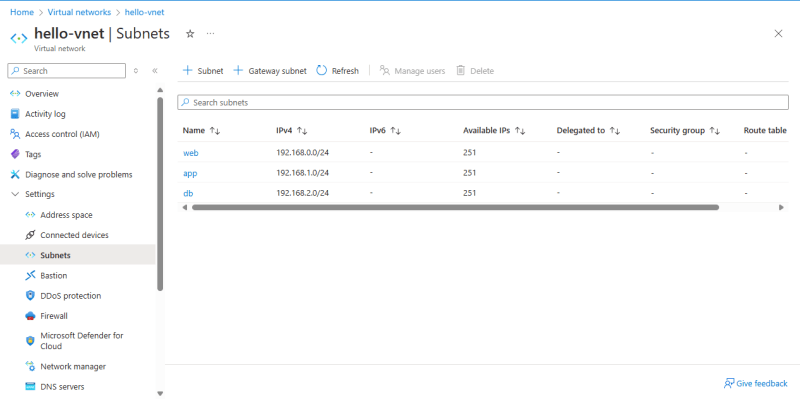 Home > Virtual networks > hello-vnet
hello-vnet | Subnets ☆ ...
Virtual network
Search
+ Subnet + Gateway subnet Refresh Manage users Delete
Overview
Activity log
Access control (IAM)
Tags
Diagnose and solve problems
Settings
Address space
Connected devices
Subnets
Bastion
DDoS protection
Firewall
Microsoft Defender for
Cloud
Network manager
DNS servers
Search subnets
Name ↑↓ IPv4 ↑↓ IPv6 ↑↓ Available IPs ↑↓ Delegated to ↑↓ Security group ↑↓ Route table
web 192.168.0.0/24 - 251 - - -
app 192.168.1.0/24 - 251 - - -
db 192.168.2.0/24 - 251 - - -
Give feedback